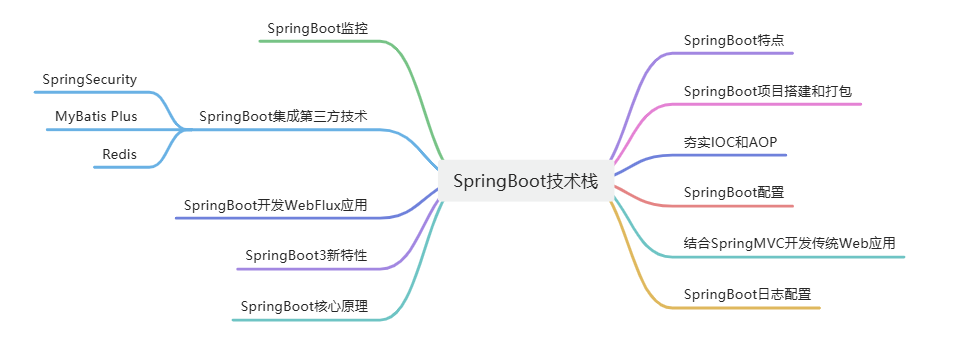 SpringBoot监控
SpringBoot特点
SpringSecurity
SpringBoot项目搭建和打包
MyBatis Plus
SpringBoot集成第三方技术
夯实IOC和AOP
Redis
SpringBoot技术栈
SpringBoot配置
SpringBoot开发WebFlux应用
结合SpringMVC开发传统Web应用
SpringBoot3新特性
SpringBoot日志配置
SpringBoot核心原理